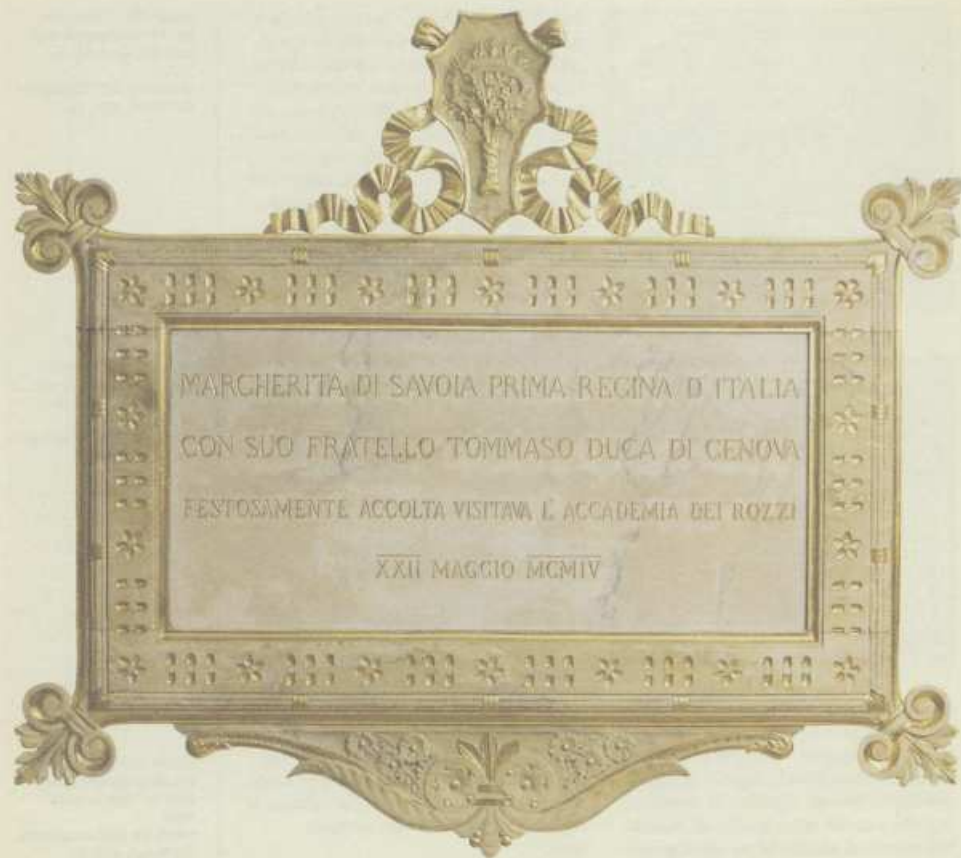 MARGHERITA DI SAVOIA PRIMA REGINA D'ITALIA
CON SUO FRATELLO TOMMASO DUCA DI GENOVA
FESTOSAMENTE ACCOLTA VISITAVA L'ACCADEMIA DEI ROZZI
XXII MAGGIO MCMIV